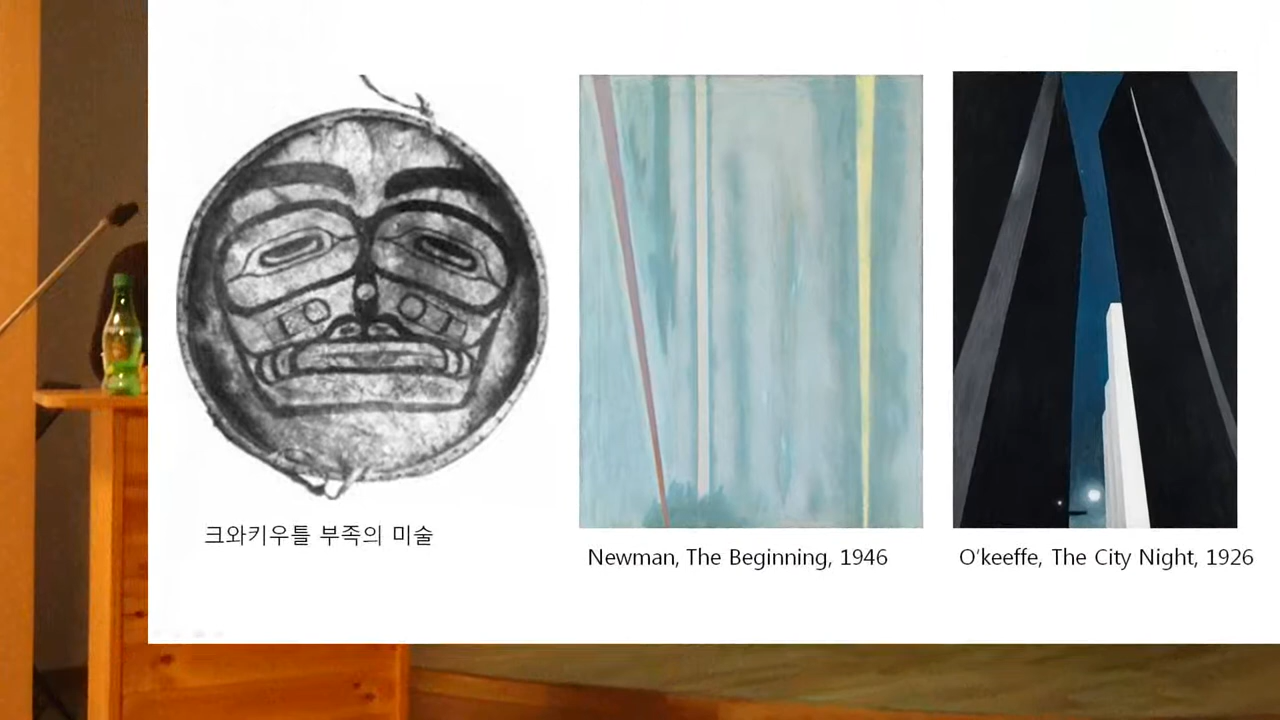 크와키우틀 부족의 미술
Newman, The Beginning, 1946
O'keeffe, The City Night, 1926